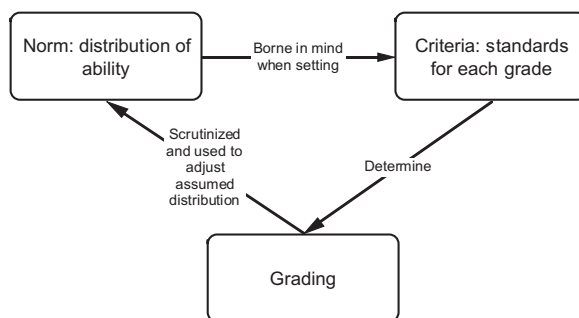 Norm: distribution of
ability
Borne in mind
when setting
Criteria: standards
for each grade
Scrutinized
and used to
adjust
assumed
distribution
Determine
Grading